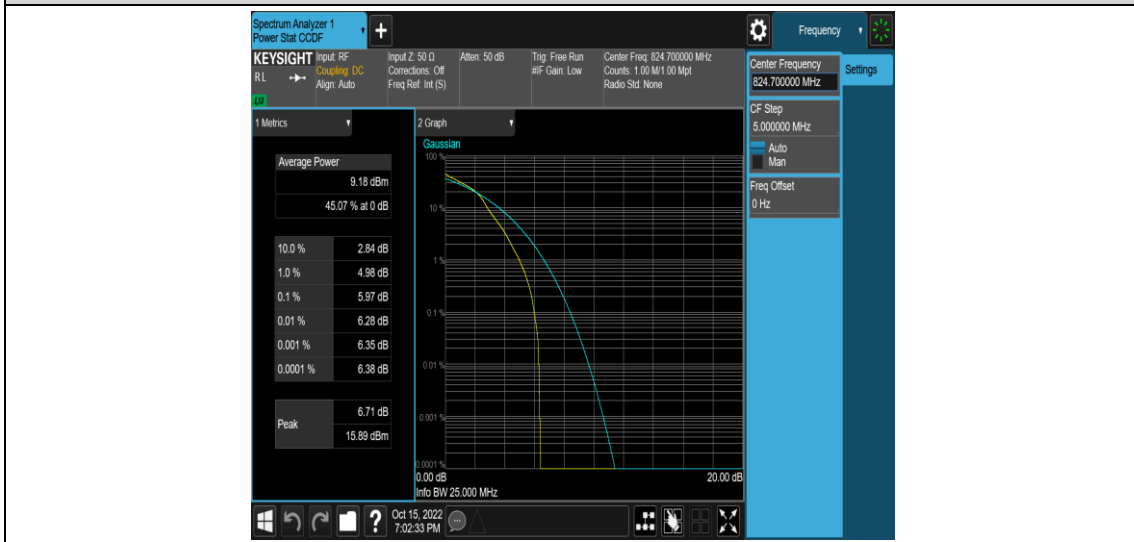 Spectrum Analyzer 1
Power Stat CCDF
+
Frequency
KEYSIGHT
RL
LXI
Input: RF
Coupling: DC
Align: Auto
Input Z: 50 Ω
Corrections: Off
Freq Ref: Int (S)
Atten: 50 dB
Trig: Free Run
#IF Gain: Low
Center Freq: 824.700000 MHz
Counts: 1.00 M/1.00 Mpt
Radio Std: None
Center Frequency
824.700000 MHz
Settings
CF Step
5.000000 MHz
Auto
Man
Freq Offset
0 Hz
1 Metrics
Average Power
9.18 dBm
45.07 % at 0 dB
10.0 % 2.84 dB
1.0 % 4.98 dB
0.1 % 5.97 dB
0.01 % 6.28 dB
0.001 % 6.35 dB
0.0001 % 6.38 dB
Peak
6.71 dB
15.89 dBm
2 Graph
Gaussian
100 %
10 %
1 %
0.1 %
0.01 %
0.001 %
0.0001 %
0.00 dB 20.00 dB
Info BW 25.000 MHz
?
Oct 15, 2022
7:02:33 PM